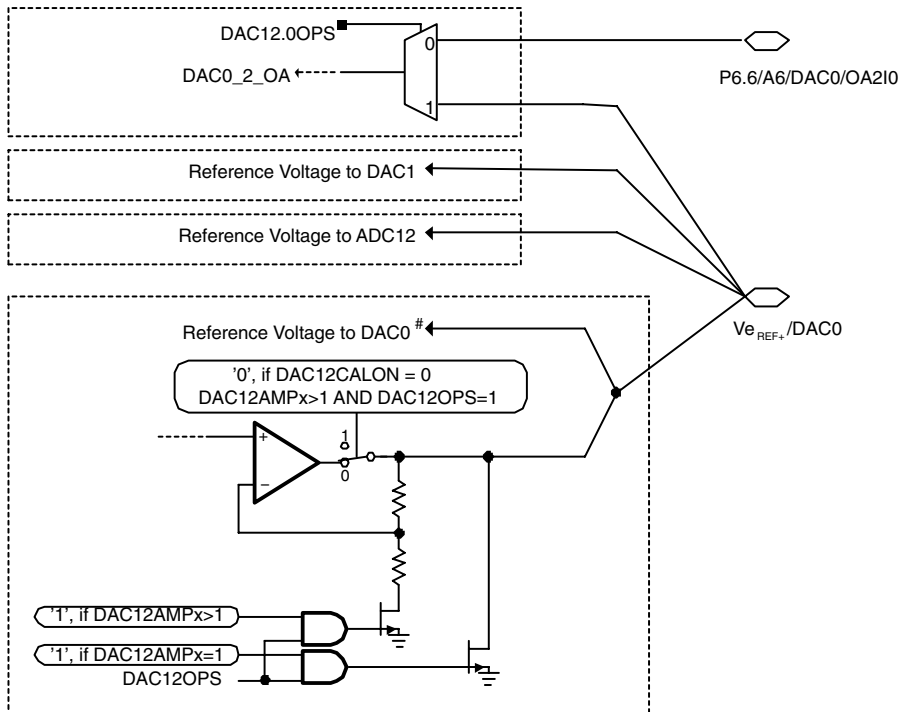 DAC12.0OPS
0
DAC0_2_OA
P6.6/A6/DAC0/OA2I0
1
Reference Voltage to DAC1
Reference Voltage to ADC12
Reference Voltage to DAC0 #
Ve REF+ /DAC0
'0', if DAC12CALON = 0
DAC12AMPx>1 AND DAC12OPS=1
+
1
0
−
'1', if DAC12AMPx>1
'1', if DAC12AMPx=1
DAC12OPS